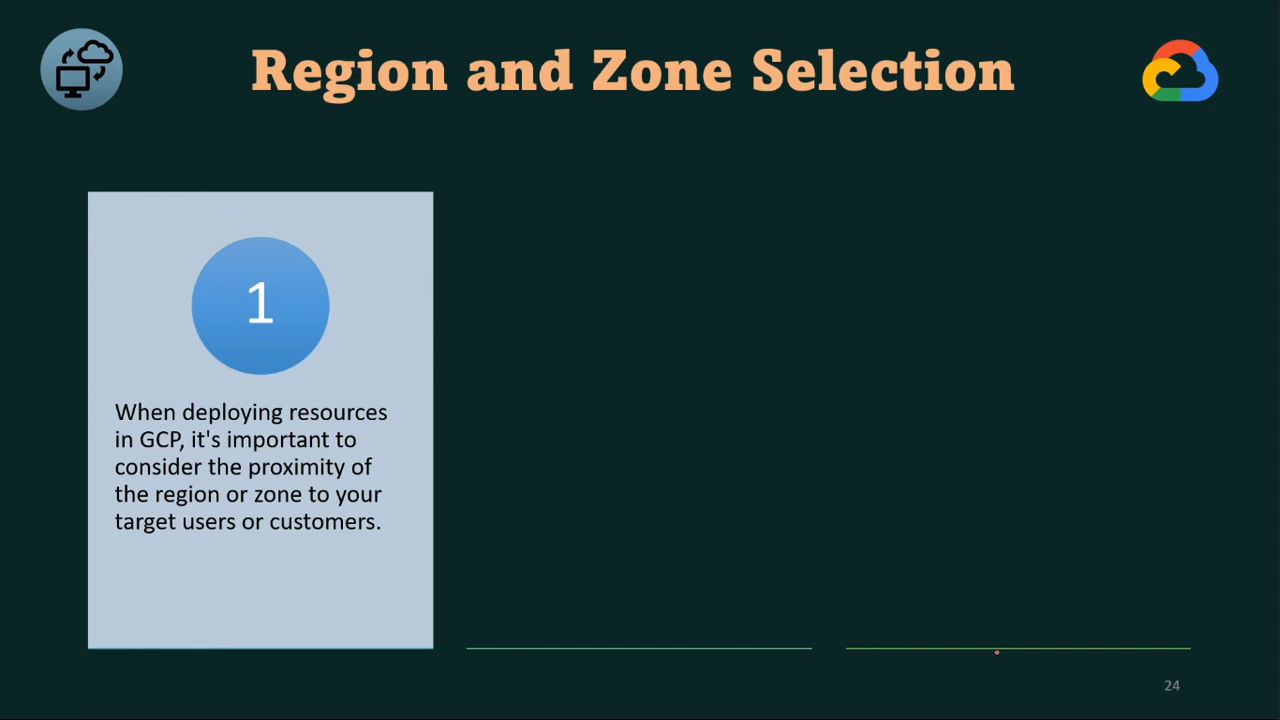 Region and Zone Selection
1
When deploying resources
in GCP, it's important to
consider the proximity of
the region or zone to your
target users or customers.
24